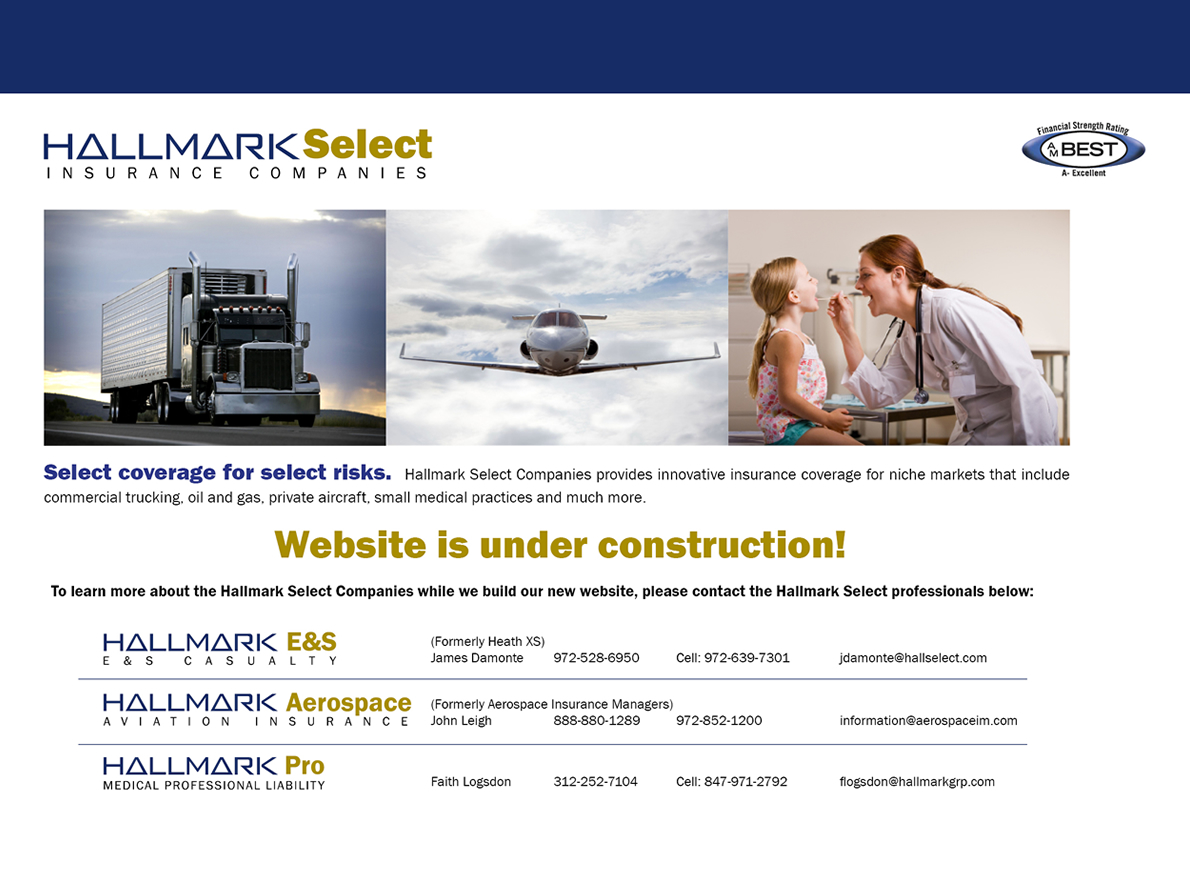 HALLMARK Select
INSURANCE COMPANIES
Financial Strength Rating
AM BEST
A- Excellent
Select coverage for select risks. Hallmark Select Companies provides innovative insurance coverage for niche markets that include
commercial trucking, oil and gas, private aircraft, small medical practices and much more.
Website is under construction!
To learn more about the Hallmark Select Companies while we build our new website, please contact the Hallmark Select professionals below:
HALLMARK E&S
E&S CASUALTY
(Formerly Heath XS)
James Damonte 972-528-6950 Cell: 972-639-7301 jdamonte@hallselect.com
HALLMARK Aerospace
AVIATION INSURANCE
(Formerly Aerospace Insurance Managers)
John Leigh 888-880-1289 972-852-1200 information@aerospaceim.com
HALLMARK Pro
MEDICAL PROFESSIONAL LIABILITY
Faith Logsdon 312-252-7104 Cell: 847-971-2792 flogsdon@hallmarkgrp.com